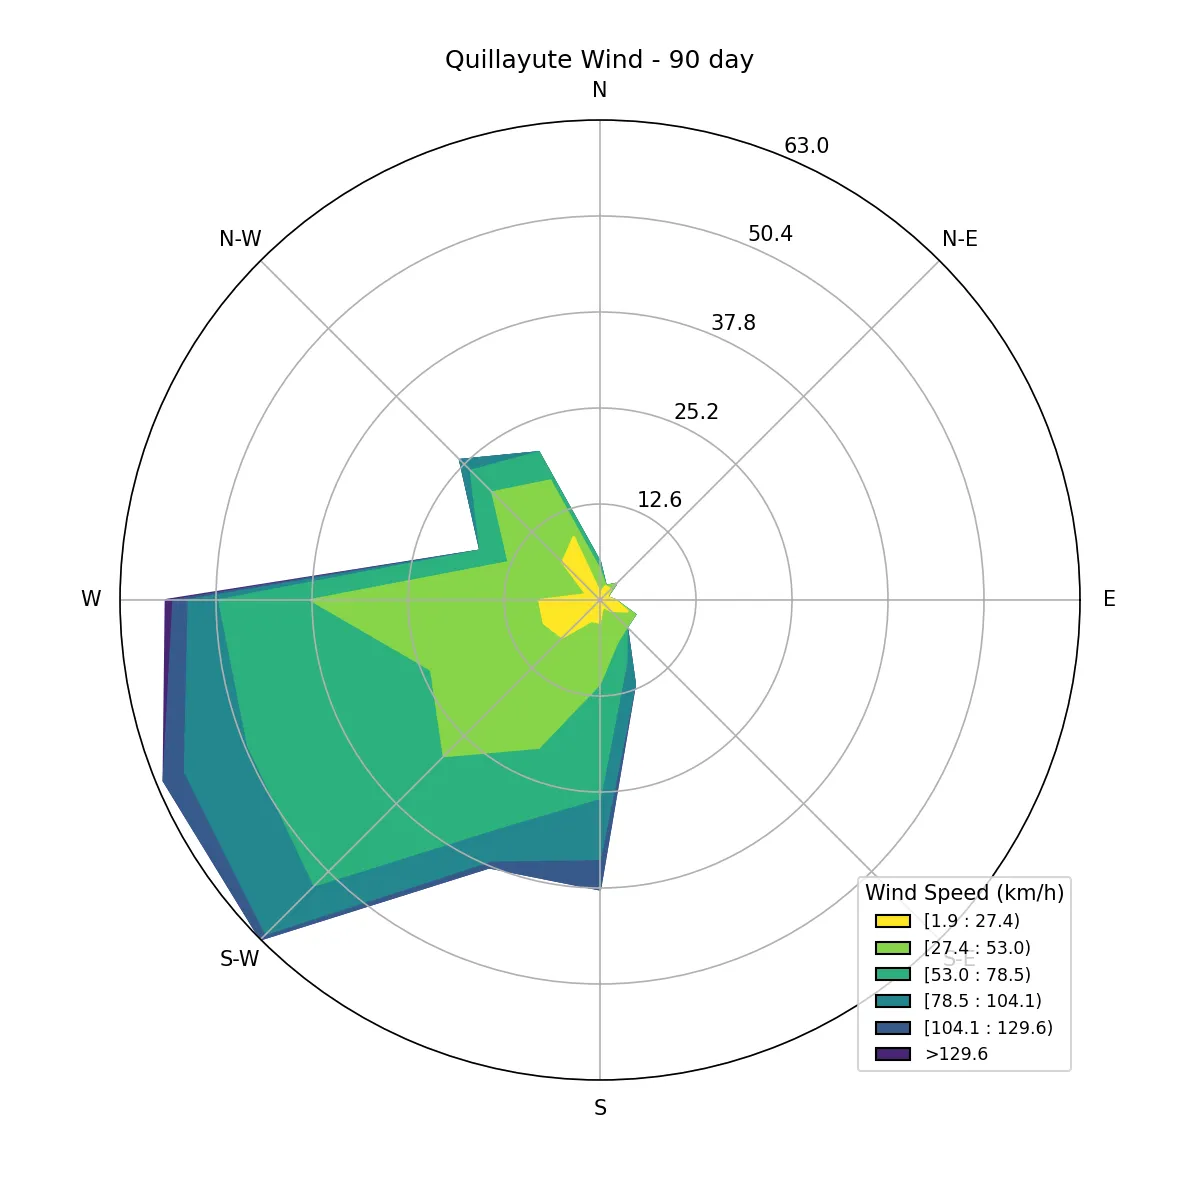 Quillayute Wind - 90 day
N
63.0
N-W
50.4
N-E
37.8
25.2
12.6
W
E
S-W
S-E
S
Wind Speed (km/h)
[1.9 : 27.4)
[27.4 : 53.0)
[53.0 : 78.5)
[78.5 : 104.1)
[104.1 : 129.6)
>129.6